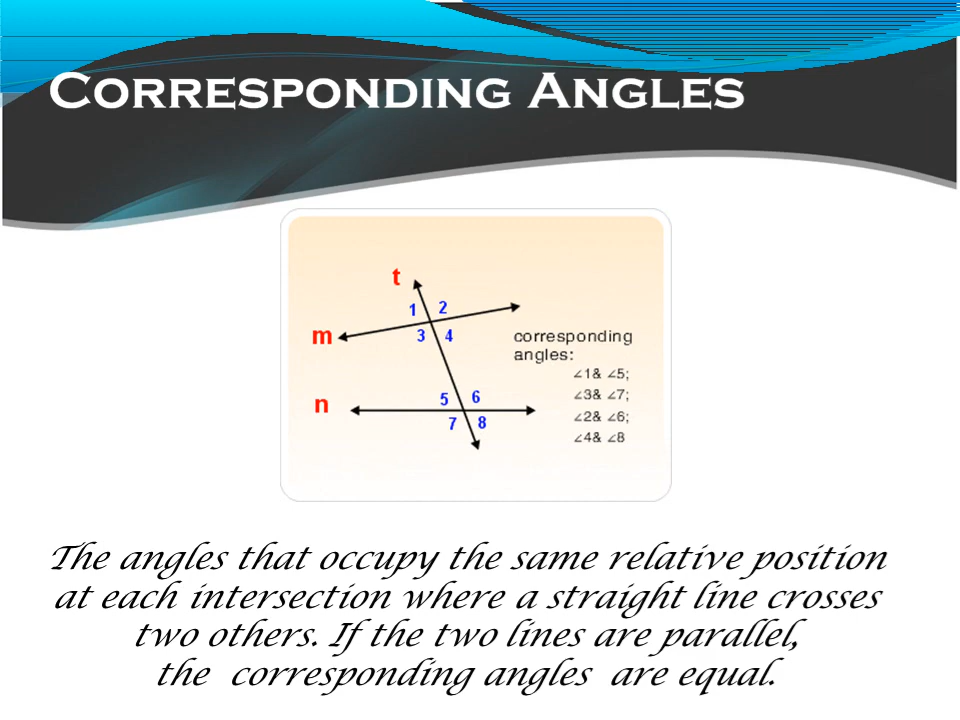 Corresponding Angles
t
1 2
m
3 4
corresponding
angles:
∠1& ∠5;
∠3& ∠7;
∠2& ∠6;
∠4& ∠8
n
5 6
7 8
The angles that occupy the same relative position
at each intersection where a straight line crosses
two others. If the two lines are parallel,
the corresponding angles are equal.